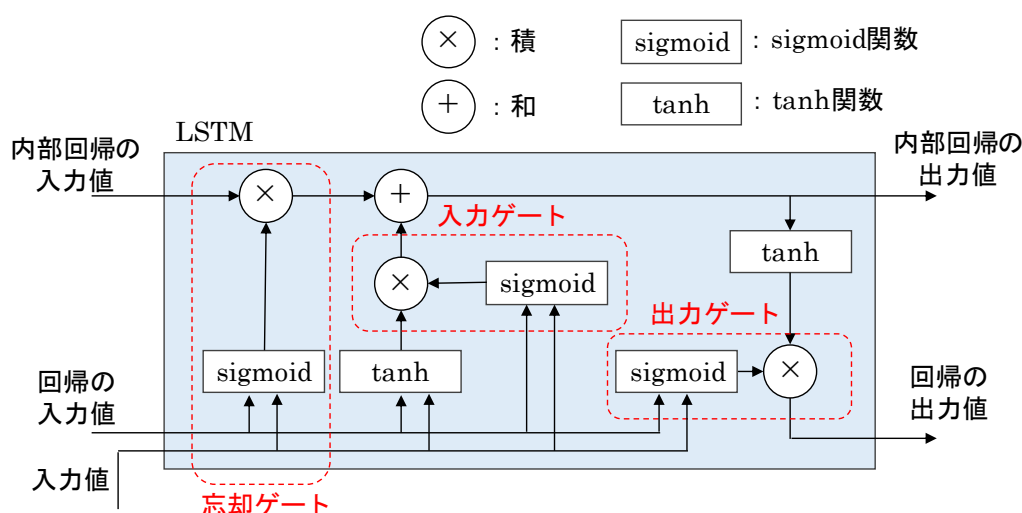 × : 積
sigmoid : sigmoid関数
+ : 和
tanh : tanh関数
LSTM
内部回帰の
入力値
内部回帰の
出力値
×
+
入力ゲート
tanh
×
sigmoid
出力ゲート
回帰の
入力値
sigmoid
tanh
sigmoid
×
回帰の
出力値
入力値
忘却ゲート